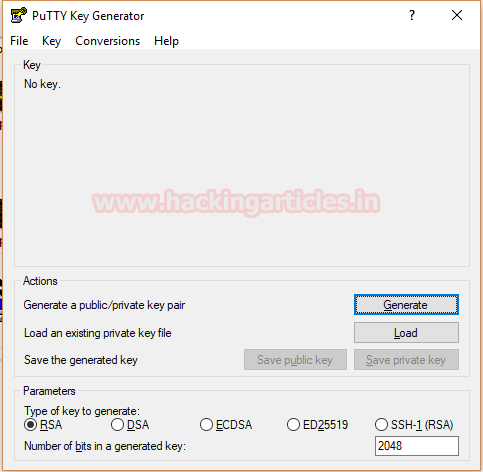 PuTTY Key Generator
? ×
File Key Conversions Help
Key
No key.
www.hackingarticles.in
Actions
Generate a public/private key pair
Generate
Load an existing private key file
Load
Save the generated key
Save public key
Save private key
Parameters
Type of key to generate:
RSA DSA ECDSA ED25519 SSH-1 (RSA)
Number of bits in a generated key:
2048